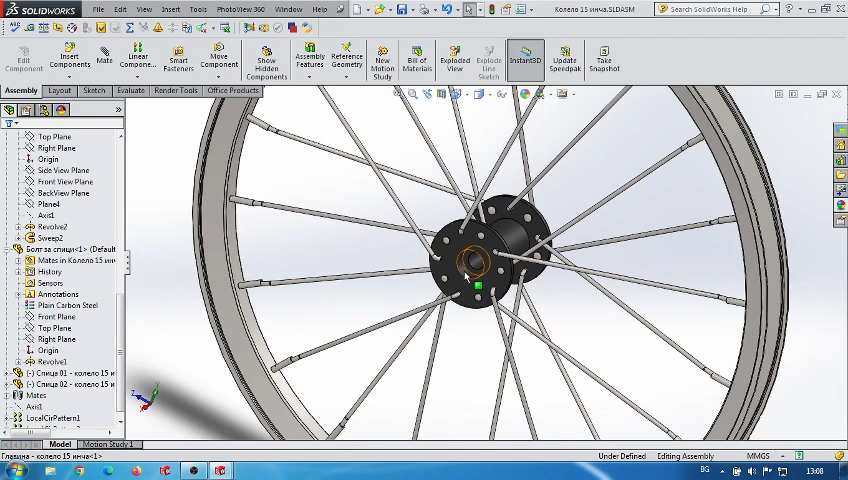 SOLIDWORKS File Edit View Insert Tools PhotoView 360 Window Help Колело 15 инча.SLDASM Search SolidWorks Help
Edit Component
Insert Components
Mate
Linear Compone...
Smart Fasteners
Move Component
Show Hidden Components
Assembly Features
Reference Geometry
New Motion Study
Bill of Materials
Exploded View
Explode Line Sketch
Instant3D
Update Speedpak
Take Snapshot
Assembly Layout Sketch Evaluate Render Tools Office Products
Top Plane
Right Plane
Origin
Side View Plane
Front View Plane
BackView Plane
Plane4
Axis1
Revolve2
Sweep2
Болт за спици<1> (Default
Mates in Колело 15 инч
History
Sensors
Annotations
Plain Carbon Steel
Front Plane
Top Plane
Right Plane
Origin
Revolve1
(-) Спица 01 - колело 15 ин
(-) Спица 02 - колело 15 ин
Mates
Axis1
LocalCirPattern1
Model Motion Study 1
Главина - колело 15 инча<1> Under Defined Editing Assembly MMGS
BG 13:08